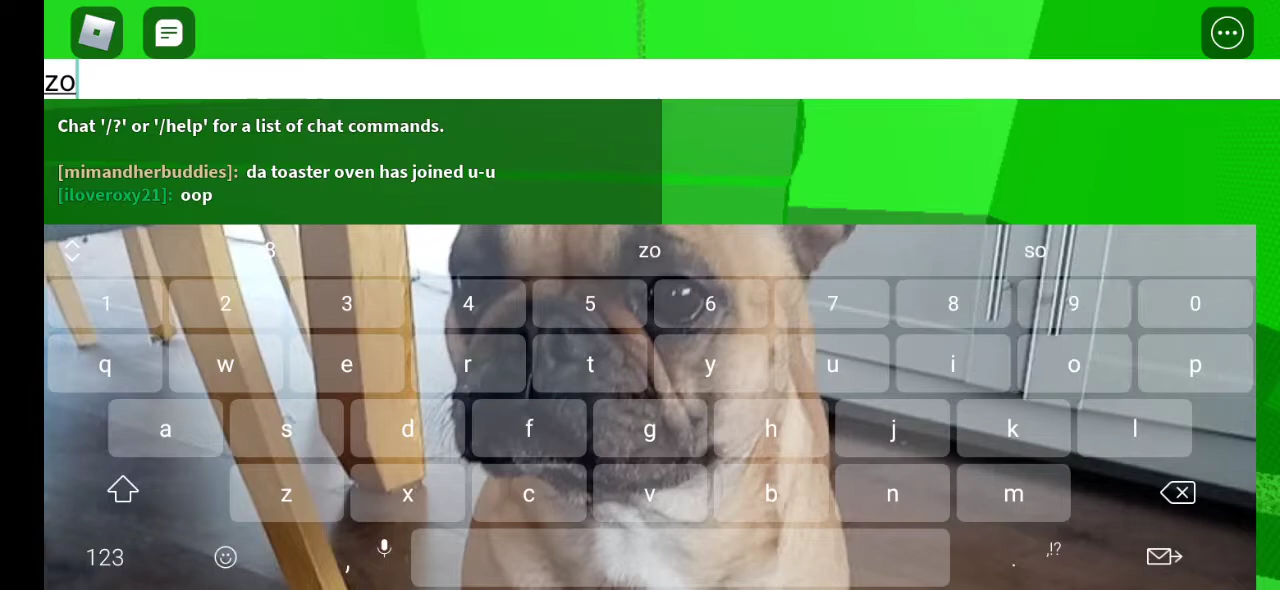 zo
Chat '/?' or '/help' for a list of chat commands.
[mimandherbuddies]: da toaster oven has joined u-u
[iloveroxy21]: oop
8 zo so
1 2 3 4 5 6 7 8 9 0
q w e r t y u i o p
a s d f g h j k l
z x c v b n m
123 , . ,!?